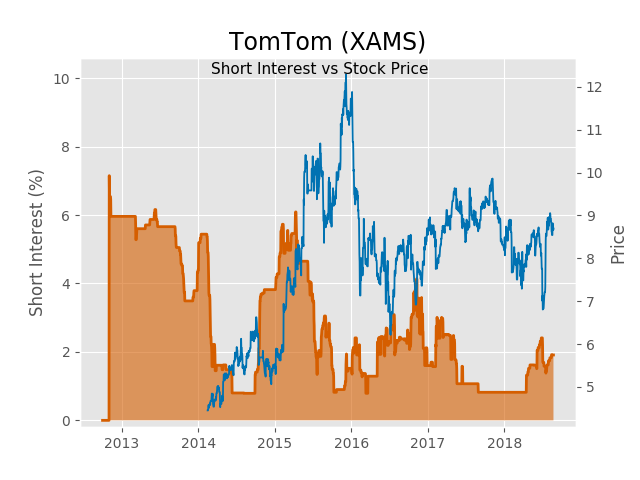 TomTom (XAMS)
Short Interest vs Stock Price
Short Interest (%)
10
8
6
4
2
0
12
11
10
9
8
7
6
5
Price
2013 2014 2015 2016 2017 2018